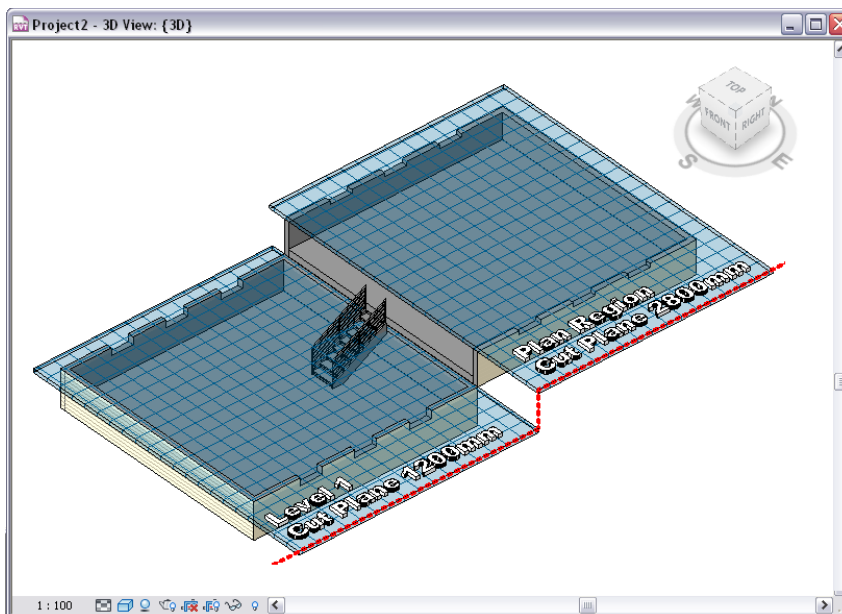 Project2 - 3D View: {3D}
TOP
FRONT
RIGHT
W
N
S
E
Plan Region
Cut Plane 2800mm
Level 1
Cut Plane 1200mm
1 : 100